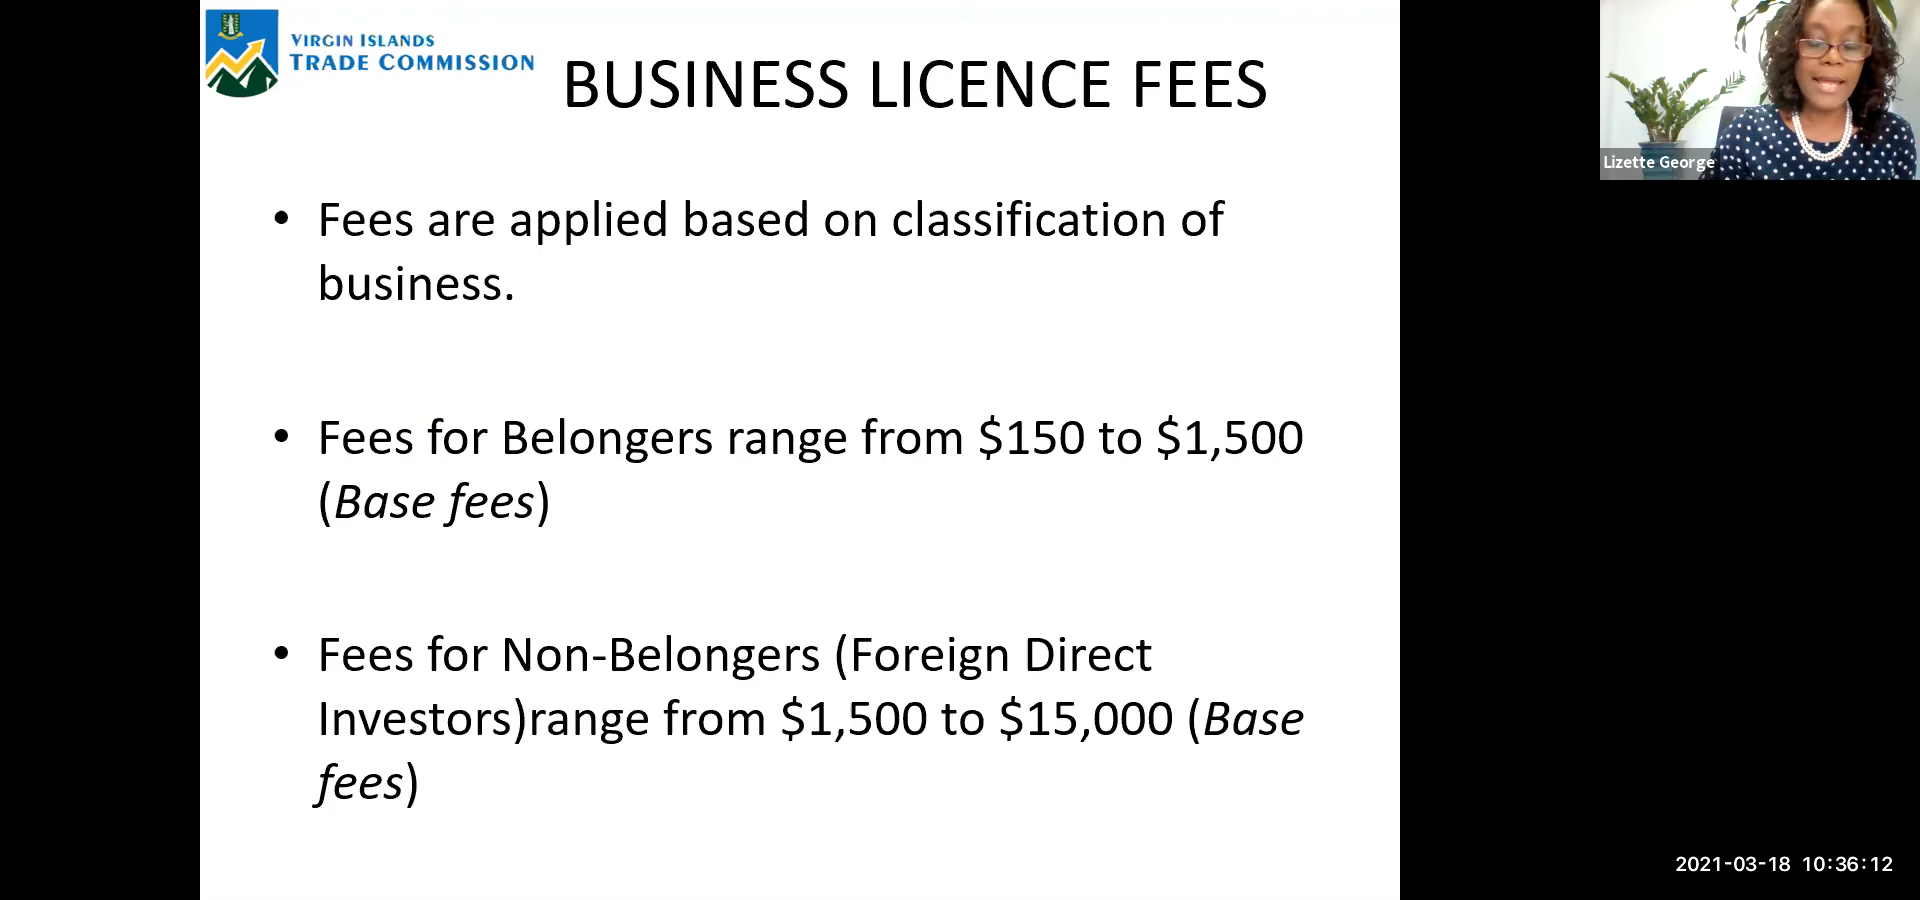 VIRGIN ISLANDS
TRADE COMMISSION
BUSINESS LICENCE FEES
• Fees are applied based on classification of
business.
• Fees for Belongers range from $150 to $1,500
(Base fees)
• Fees for Non-Belongers (Foreign Direct
Investors)range from $1,500 to $15,000 (Base
fees)
Lizette George
2021-03-18 10:36:12